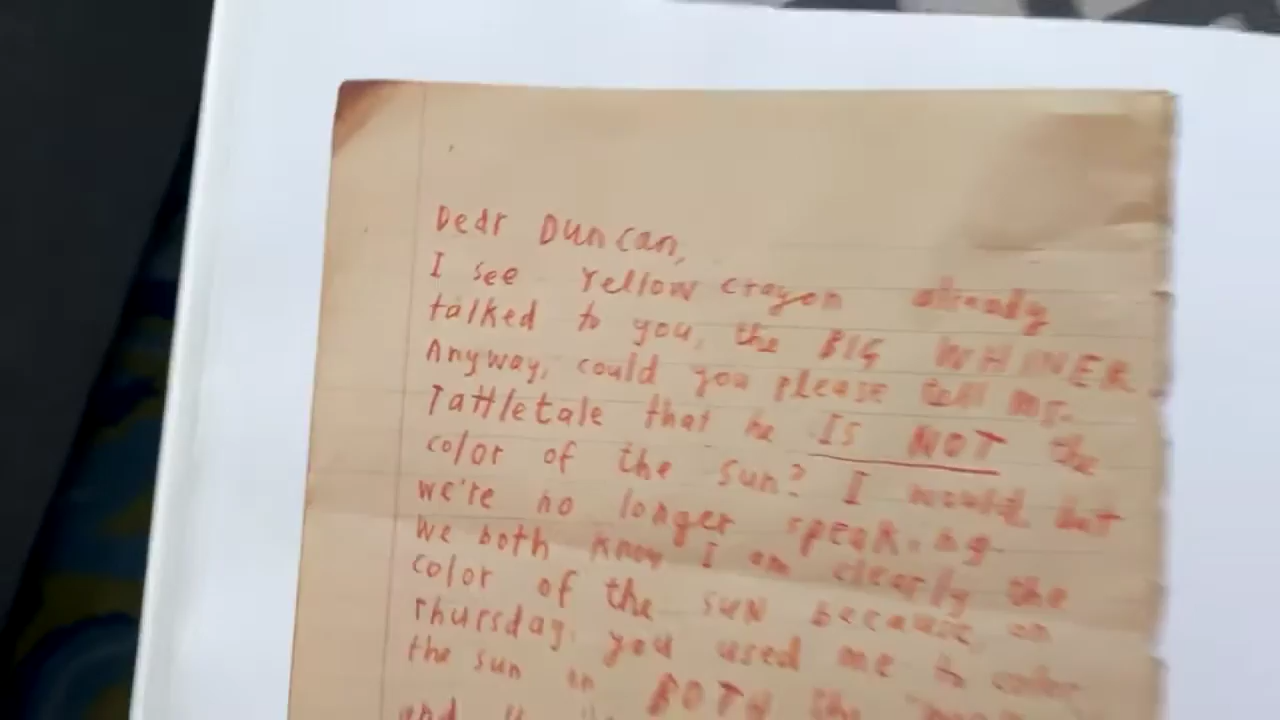 Dear Duncan,
I see Yellow crayon already
talked to you, the BIG WHINER.
Anyway, could you please tell Mr.
Tattletale that he IS NOT the
color of the sun? I would but
we're no longer speaking.
We both know I am clearly the
color of the sun because, on
Thursday, you used me to color
the sun on BOTH the
and